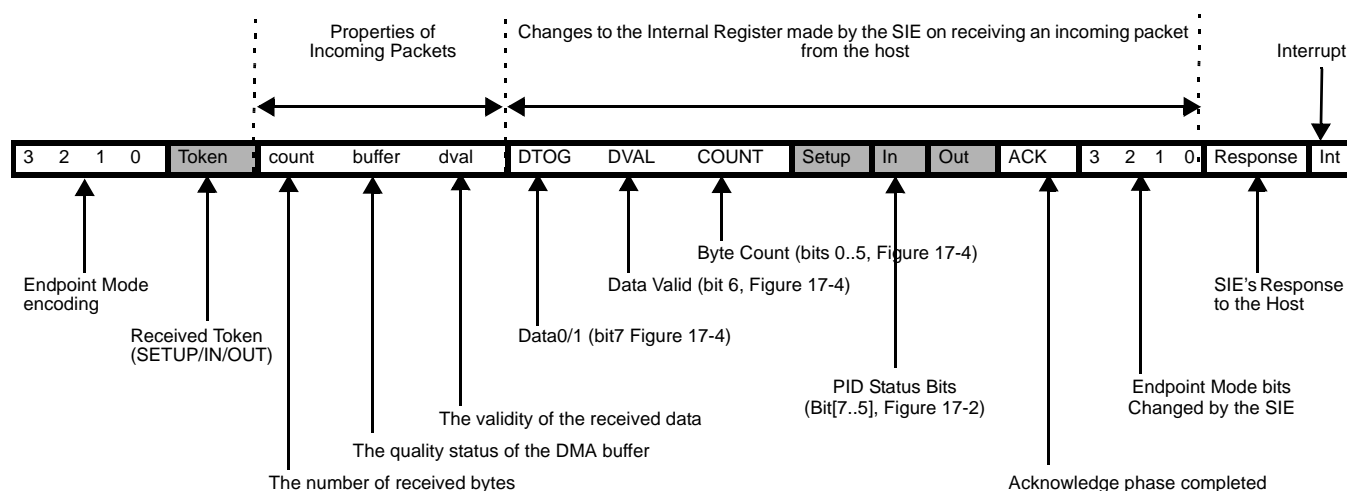 Properties of
Incoming Packets
Changes to the Internal Register made by the SIE on receiving an incoming packet
from the host
Interrupt
3 2 1 0 Token count buffer dval DTOG DVAL COUNT Setup In Out ACK 3 2 1 0 Response Int
Byte Count (bits 0..5, Figure 17-4)
Endpoint Mode
encoding
Data Valid (bit 6, Figure 17-4)
SIE's Response
to the Host
Received Token
(SETUP/IN/OUT)
Data0/1 (bit7 Figure 17-4)
PID Status Bits
(Bit[7..5], Figure 17-2)
Endpoint Mode bits
Changed by the SIE
The validity of the received data
The quality status of the DMA buffer
The number of received bytes
Acknowledge phase completed